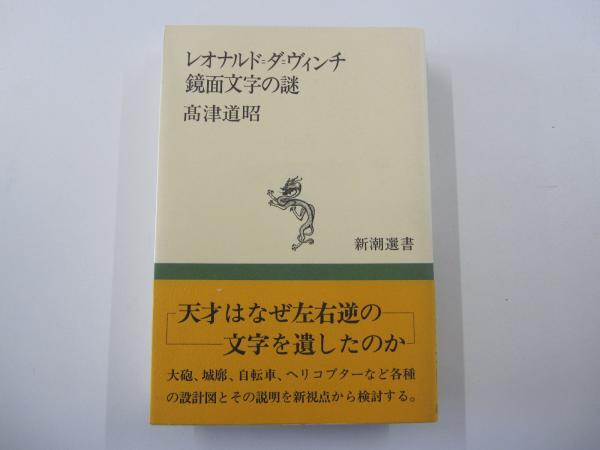 レオナルド=ダ=ヴィンチ
鏡面文字の謎
髙津道昭
新潮選書
天才はなぜ左右逆の
文字を遺したのか
大砲、城廓、自転車、ヘリコプターなど各種
の設計図とその説明を新視点から検討する。